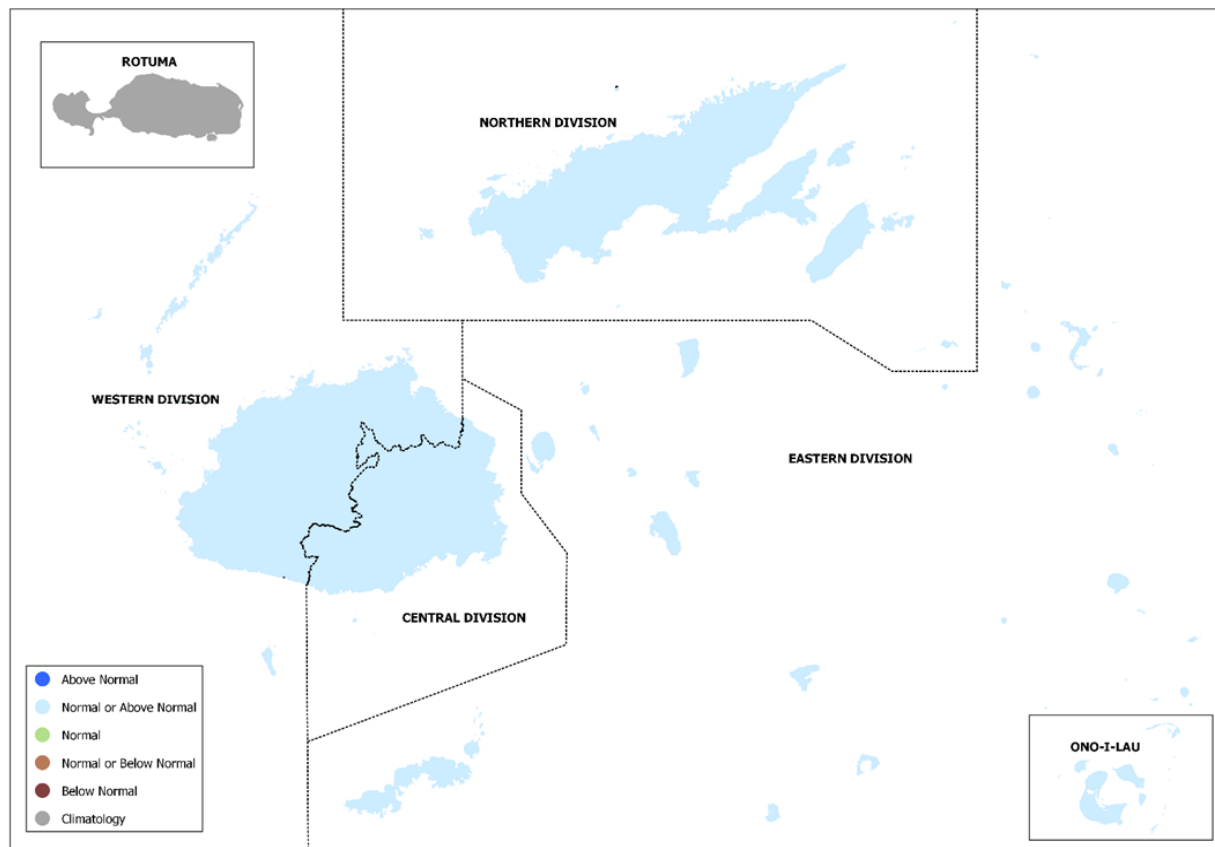 ROTUMA
NORTHERN DIVISION
WESTERN DIVISION
EASTERN DIVISION
CENTRAL DIVISION
Above Normal
Normal or Above Normal
Normal
Normal or Below Normal
Below Normal
Climatology
ONO-I-LAU